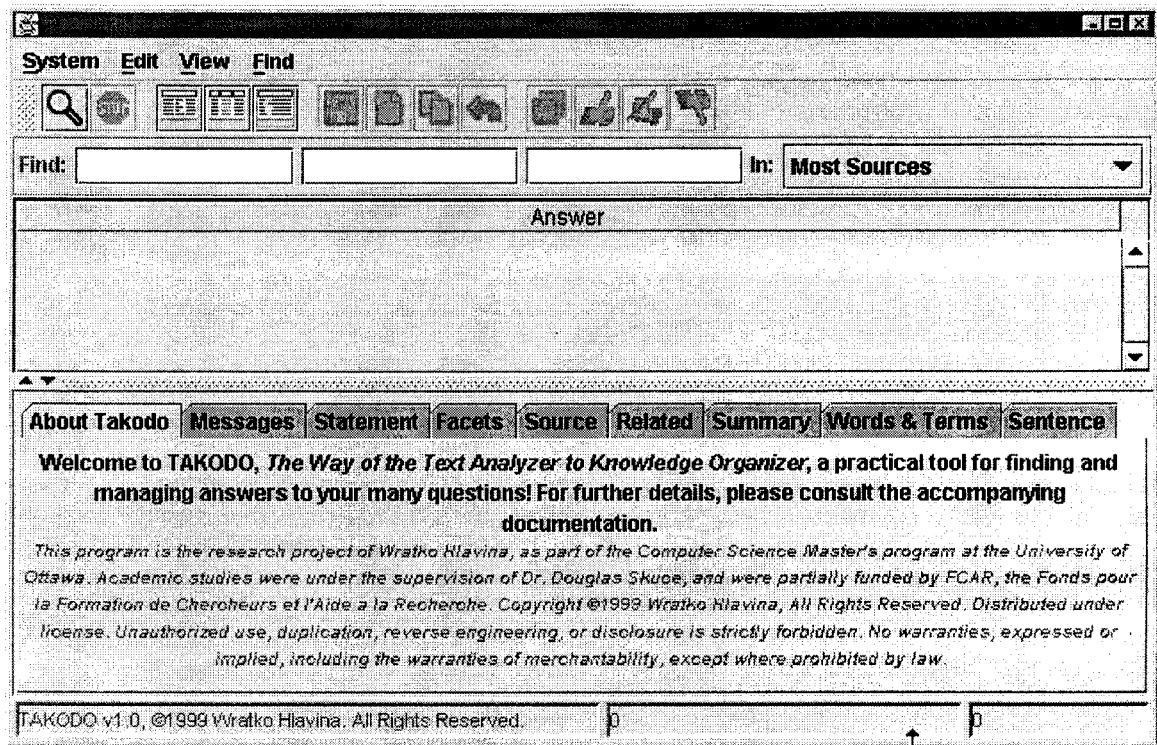 System Edit View Find
Find: In: Most Sources
Answer
About Takodo Messages Statement Facets Source Related Summary Words & Terms Sentence
Welcome to TAKODO, The Way of the Text Analyzer to Knowledge Organizer, a practical tool for finding and
managing answers to your many questions! For further details, please consult the accompanying
documentation.
This program is the research project of Wratko Hlavina, as part of the Computer Science Master's program at the University of
Ottawa. Academic studies were under the supervision of Dr. Douglas Skuce, and were partially funded by FCAR, the Fonds pour
la Formation de Chercheurs et l'Aide a la Recherche. Copyright ©1999 Wratko Hlavina, All Rights Reserved. Distributed under
license. Unauthorized use, duplication, reverse engineering, or disclosure is strictly forbidden. No warranties, expressed or
implied, including the warranties of merchantability, except where prohibited by law.
TAKODO v1.0, ©1999 Wratko Hlavina. All Rights Reserved. 0 0